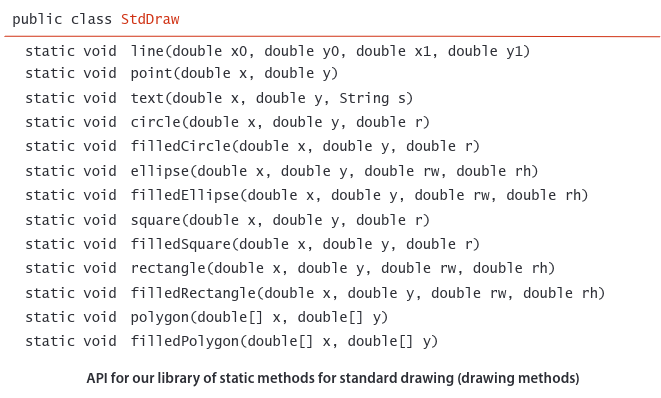 public class StdDraw
static void line(double x0, double y0, double x1, double y1)
static void point(double x, double y)
static void text(double x, double y, String s)
static void circle(double x, double y, double r)
static void filledCircle(double x, double y, double r)
static void ellipse(double x, double y, double rw, double rh)
static void filledEllipse(double x, double y, double rw, double rh)
static void square(double x, double y, double r)
static void filledSquare(double x, double y, double r)
static void rectangle(double x, double y, double rw, double rh)
static void filledRectangle(double x, double y, double rw, double rh)
static void polygon(double[] x, double[] y)
static void filledPolygon(double[] x, double[] y)
API for our library of static methods for standard drawing (drawing methods)